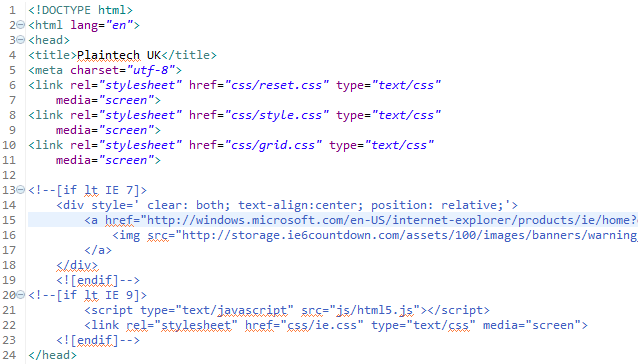 1 <!DOCTYPE html>
2 <html lang="en">
3 <head>
4 <title>Plaintech UK</title>
5 <meta charset="utf-8">
6 <link rel="stylesheet" href="css/reset.css" type="text/css"
7 media="screen">
8 <link rel="stylesheet" href="css/style.css" type="text/css"
9 media="screen">
10 <link rel="stylesheet" href="css/grid.css" type="text/css"
11 media="screen">
12
13 <!--[if lt IE 7]>
14 <div style=' clear: both; text-align:center; position: relative;'>
15 <a href="http://windows.microsoft.com/en-US/internet-explorer/products/ie/home?
16 <img src="http://storage.ie6countdown.com/assets/100/images/banners/warning_
17 </a>
18 </div>
19 <![endif]-->
20 <!--[if lt IE 9]>
21 <script type="text/javascript" src="js/html5.js"></script>
22 <link rel="stylesheet" href="css/ie.css" type="text/css" media="screen">
23 <![endif]-->
24 </head>